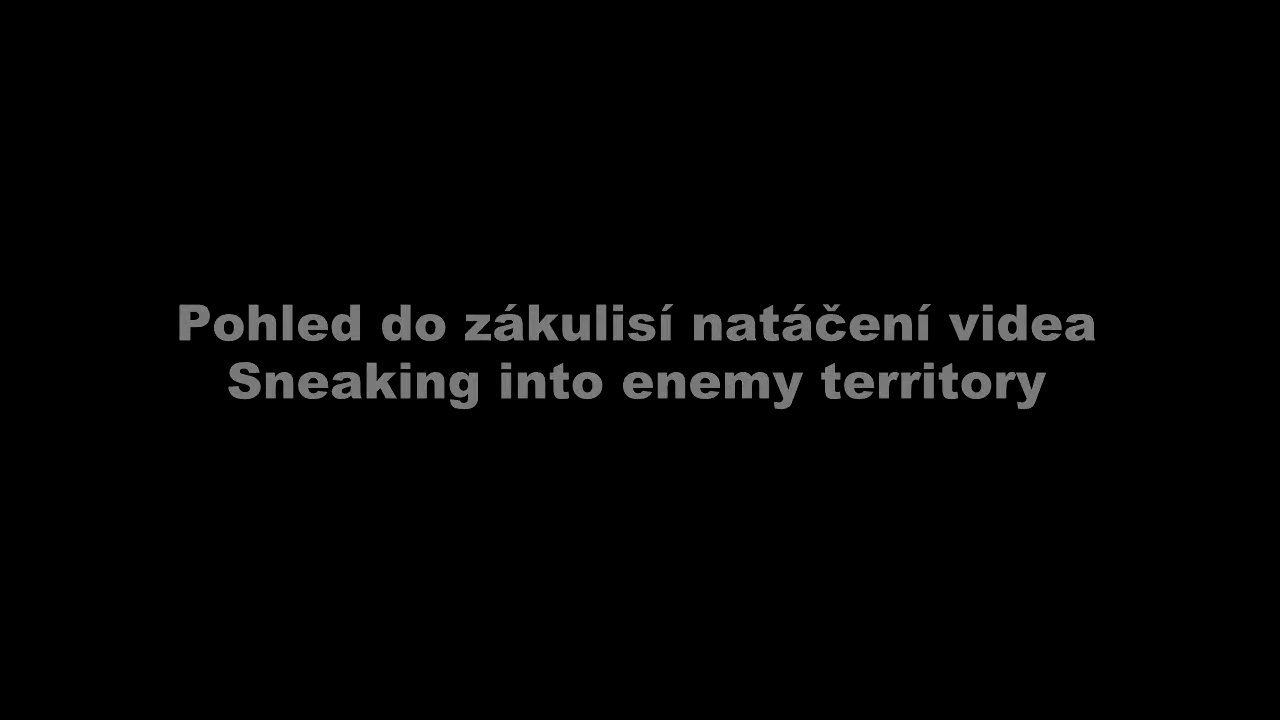 Pohled do zákulisí natáčení videa
Sneaking into enemy territory